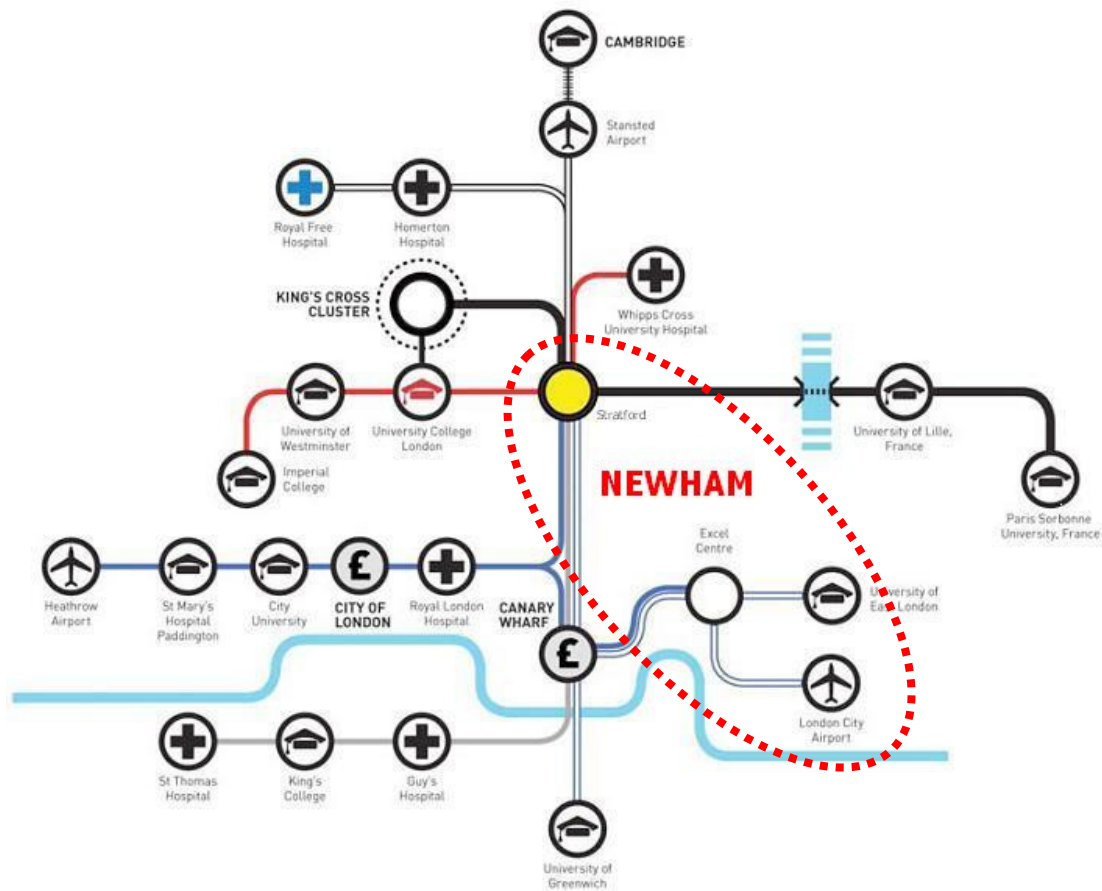 CAMBRIDGE
Stansted
Airport
Royal Free
Hospital
Homerton
Hospital
KING'S CROSS
CLUSTER
Whipps Cross
University Hospital
Stratford
University of
Westminster
University College
London
University of Lille,
France
Imperial
College
NEWHAM
Paris Sorbonne
University, France
Excel
Centre
Heathrow
Airport
St Mary's
Hospital
Paddington
City
University
£
CITY OF
LONDON
Royal London
Hospital
CANARY
WHARF
£
University of
East London
London City
Airport
St Thomas
Hospital
King's
College
Guy's
Hospital
University of
Greenwich